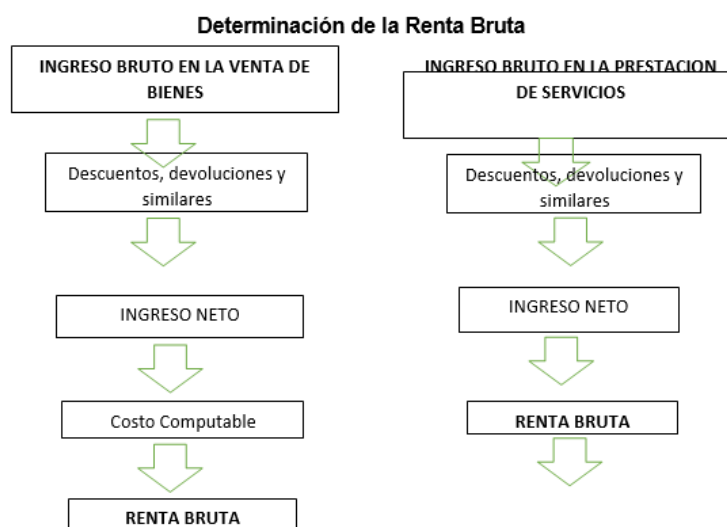 Determinación de la Renta Bruta
INGRESO BRUTO EN LA VENTA DE
BIENES
Descuentos, devoluciones y
similares
INGRESO NETO
Costo Computable
RENTA BRUTA
INGRESO BRUTO EN LA PRESTACION
DE SERVICIOS
Descuentos, devoluciones y
similares
INGRESO NETO
RENTA BRUTA